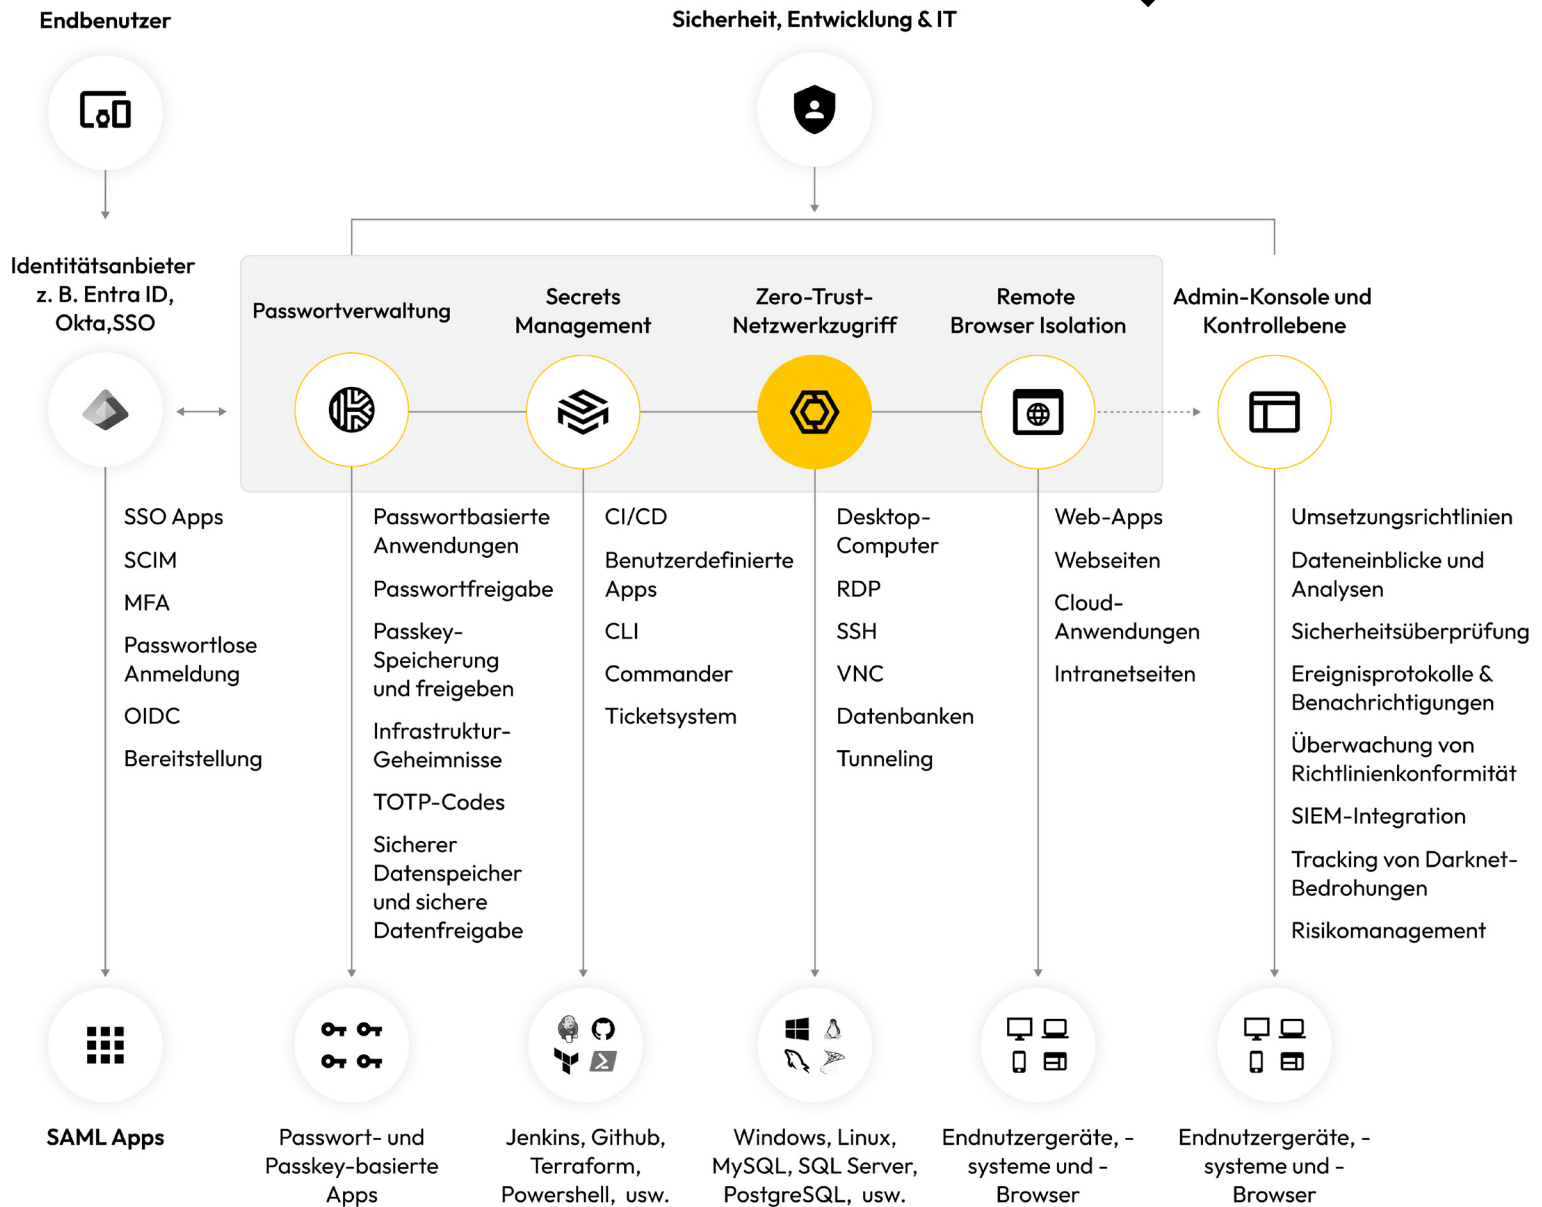 Endbenutzer
Sicherheit, Entwicklung & IT
Identitätsanbieter
z. B. Entra ID,
Okta,SSO
Passwortverwaltung
Secrets
Management
Zero-Trust-
Netzwerkzugriff
Remote
Browser Isolation
Admin-Konsole und
Kontrollebene
SSO Apps
SCIM
MFA
Passwortlose
Anmeldung
OIDC
Bereitstellung
Passwortbasierte
Anwendungen
Passwortfreigabe
Passkey-
Speicherung
und freigeben
Infrastruktur-
Geheimnisse
TOTP-Codes
Sicherer
Datenspeicher
und sichere
Datenfreigabe
CI/CD
Benutzerdefinierte
Apps
CLI
Commander
Ticketsystem
Desktop-
Computer
RDP
SSH
VNC
Datenbanken
Tunneling
Web-Apps
Webseiten
Cloud-
Anwendungen
Intranetseiten
Umsetzungsrichtlinien
Dateneinblicke und
Analysen
Sicherheitsüberprüfung
Ereignisprotokolle &
Benachrichtigungen
Überwachung von
Richtlinienkonformität
SIEM-Integration
Tracking von Darknet-
Bedrohungen
Risikomanagement
SAML Apps
Passwort- und
Passkey-basierte
Apps
Jenkins, Github,
Terraform,
Powershell, usw.
Windows, Linux,
MySQL, SQL Server,
PostgreSQL, usw.
Endnutzergeräte, -
systeme und -
Browser
Endnutzergeräte, -
systeme und -
Browser